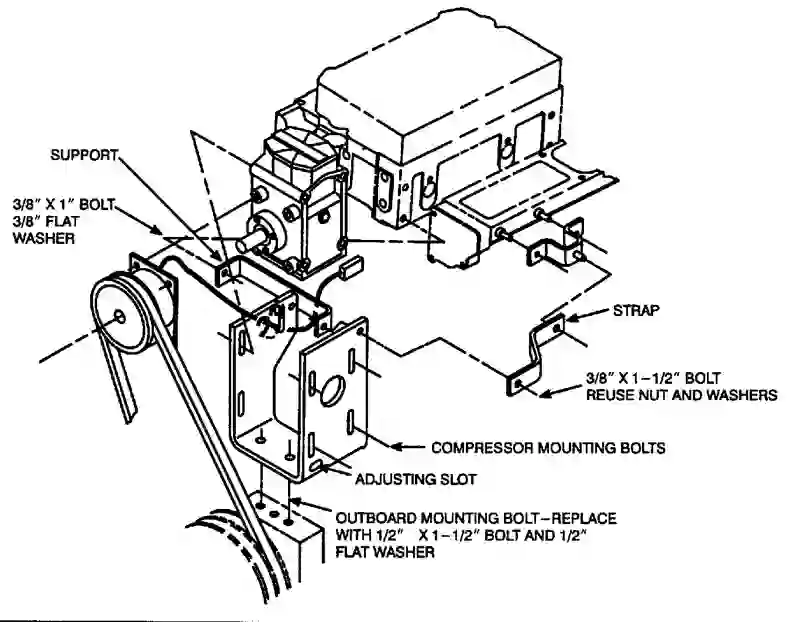 SUPPORT
3/8" X 1" BOLT
3/8" FLAT
WASHER
STRAP
3/8" X 1-1/2" BOLT
REUSE NUT AND WASHERS
COMPRESSOR MOUNTING BOLTS
ADJUSTING SLOT
OUTBOARD MOUNTING BOLT-REPLACE
WITH 1/2" X 1-1/2" BOLT AND 1/2"
FLAT WASHER